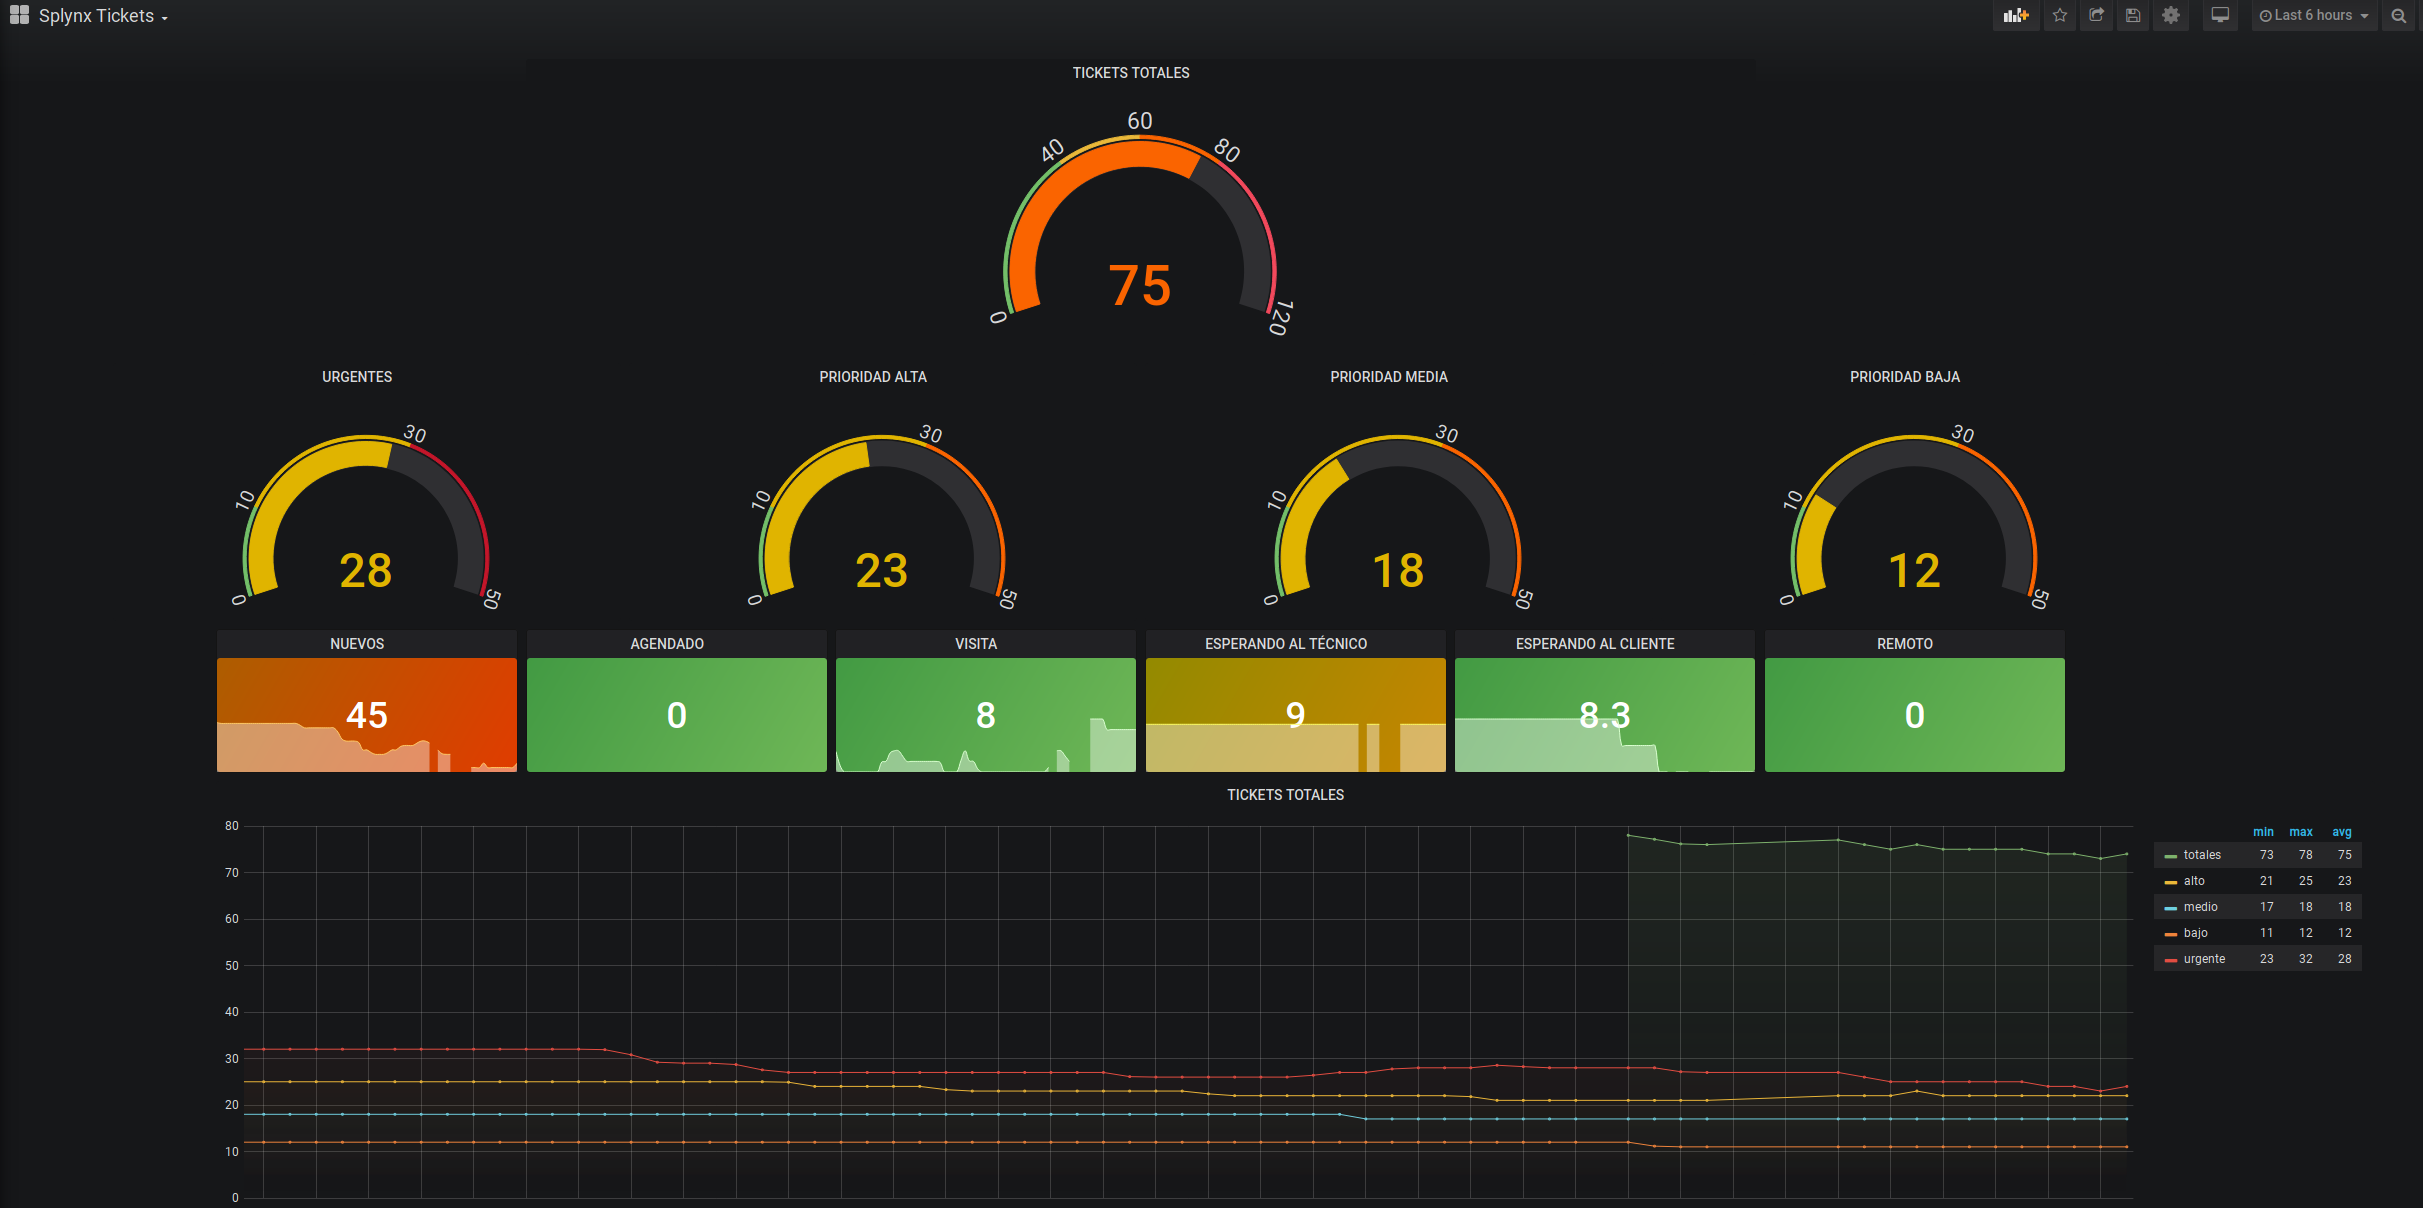 Splynx Tickets
Last 6 hours
TICKETS TOTALES
0 40 60 80 120
75
URGENTES
0 10 30 50
28
PRIORIDAD ALTA
0 10 30 50
23
PRIORIDAD MEDIA
0 10 30 50
18
PRIORIDAD BAJA
0 10 30 50
12
NUEVOS
45
AGENDADO
0
VISITA
8
ESPERANDO AL TÉCNICO
9
ESPERANDO AL CLIENTE
8.3
REMOTO
0
TICKETS TOTALES
80
70
60
50
40
30
20
10
0
min max avg
totales 73 78 75
alto 21 25 23
medio 17 18 18
bajo 11 12 12
urgente 23 32 28